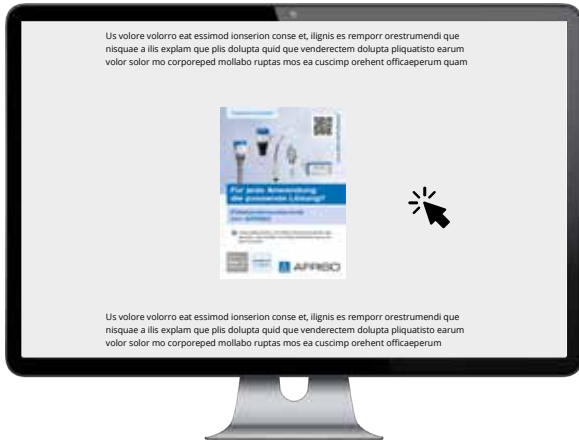 Us volore volorro eat essimod ionserion conse et, ilignis es remporr orestrumendi que
nisquae a ilis explam que plis dolupta quid que venderectem dolupta pliquatisto earum
volor solor mo corporeped mollabo ruptas mos ea cuscimp orehent officaeperum quam
Für jede Anwendung
die passende Lösung!
AFRISO
Us volore volorro eat essimod ionserion conse et, ilignis es remporr orestrumendi que
nisquae a ilis explam que plis dolupta quid que venderectem dolupta pliquatisto earum
volor solor mo corporeped mollabo ruptas mos ea cuscimp orehent officaeperum